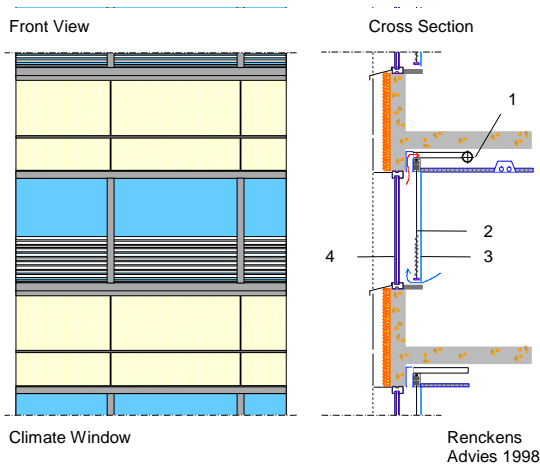 Front View
Cross Section
1
2
4
3
Climate Window
Renckens
Advies 1998